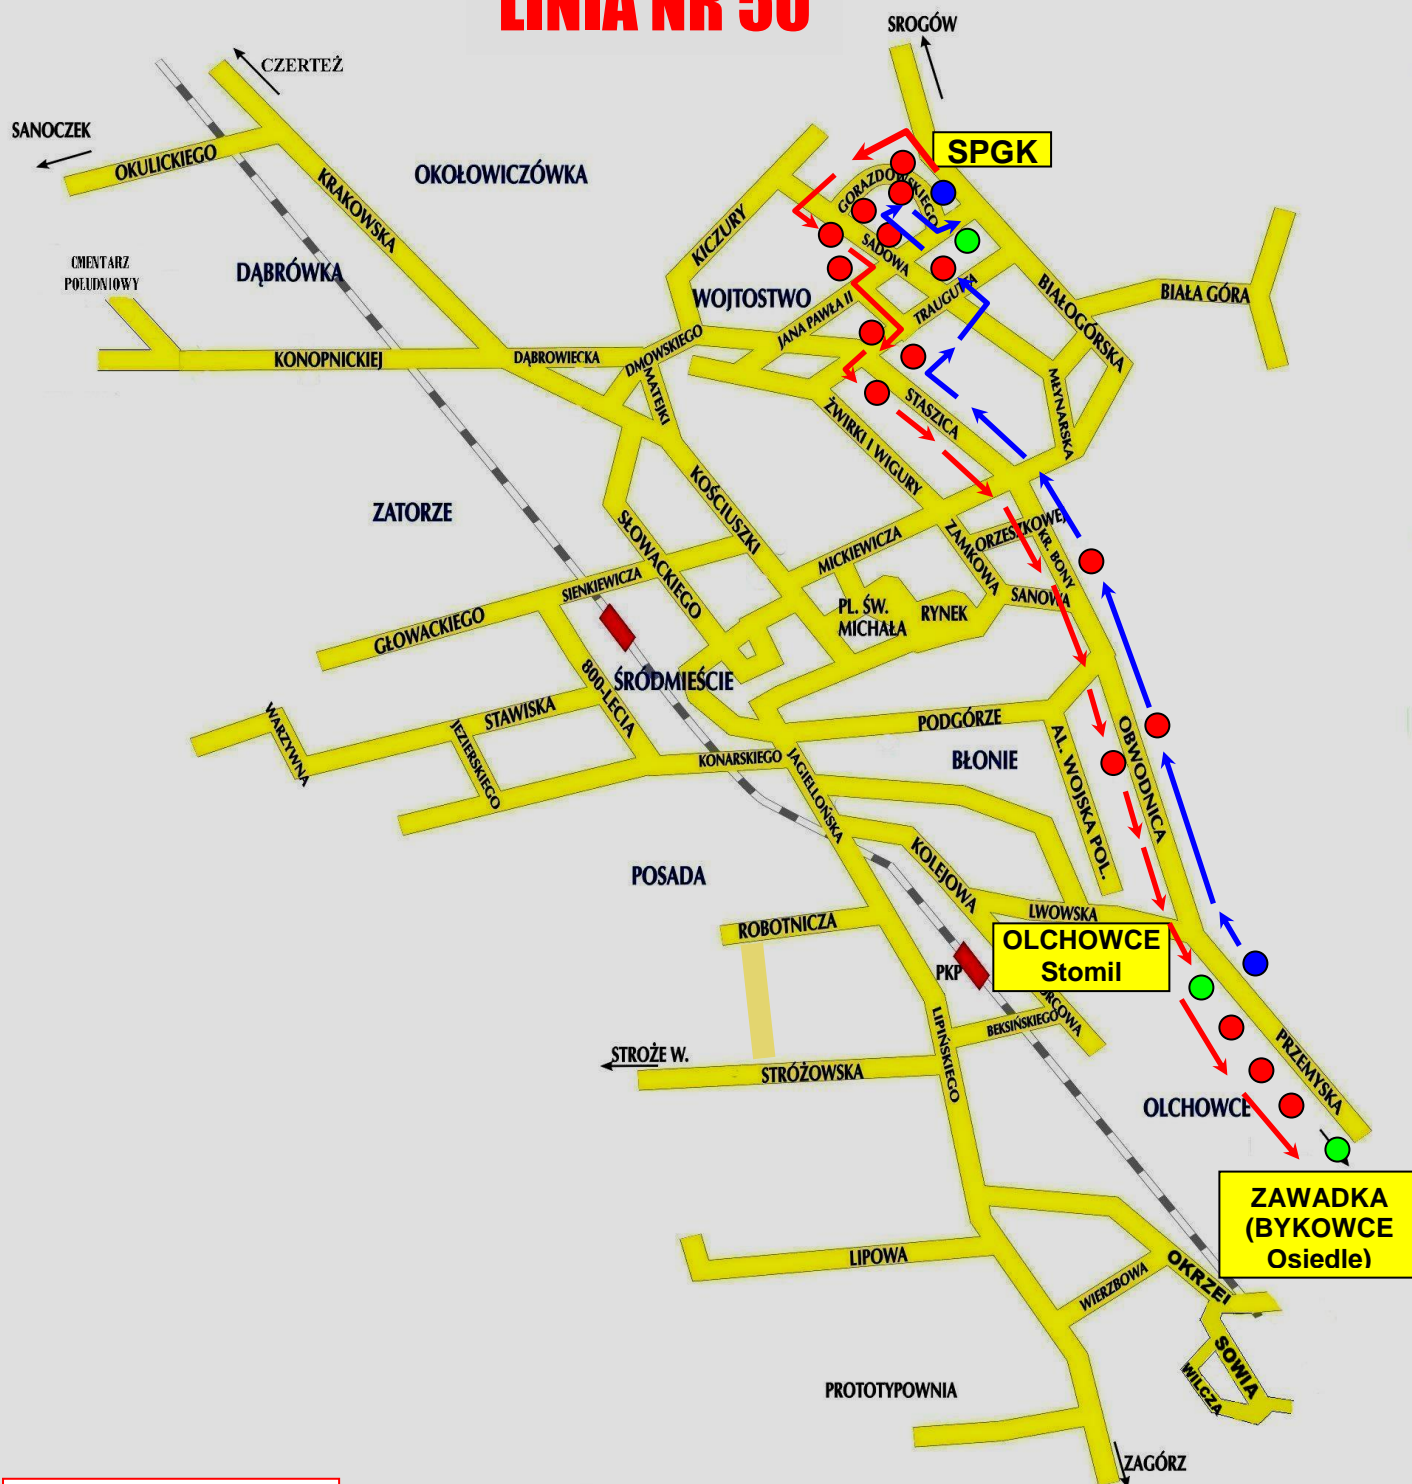 LINIA NR 50
SROGÓW
CZERTEŻ
SANOCZEK
OKULICKIEGO
OKOŁOWICZÓWKA
SPGK
KRAKOWSKA
GORAZDOWSKIEGO
KICZURY
SADOWA
CMENTARZ
POŁUDNIOWY
DĄBRÓWKA
WOJTOSTWO
JANA PAWŁA II
TRAUGUTTA
BIAŁOGÓRSKA
BIAŁA GÓRA
KONOPNICKIEJ
DĄBROWIECKA
DMOWSKIEGO
MATEJKI
STASZICA
MŁYNARSKA
ŻWIRKI I WIGURY
KOŚCIUSZKI
ZATORZE
SŁOWACKIEGO
MICKIEWICZA
ZAMKOWA
ORZESZKOWEJ
KR. BONY
SIENKIEWICZA
SANOWA
PL. ŚW.
MICHAŁA
RYNEK
GŁOWACKIEGO
800-LECIA
ŚRÓDMIEŚCIE
WARZYWNA
STAWISKA
JEZIERSKIEGO
PODGÓRZE
OBWODNICA
KONARSKIEGO
JAGIELLOŃSKA
BŁONIE
AL. WOJSKA POL.
POSADA
KOLEJOWA
LWOWSKA
ROBOTNICZA
OLCHOWCE
Stomil
PKP
BEKSIŃSKIEGO
LIPIŃSKIEGO
PRZEMYSKA
STROŻE W.
STRÓŻOWSKA
OLCHOWCE
ZAWADKA
(BYKOWCE
Osiedle)
LIPOWA
WIERZBOWA
OKRZEI
SOWIA
WILCZA
PROTOTYPOWNIA
ZAGÓRZ